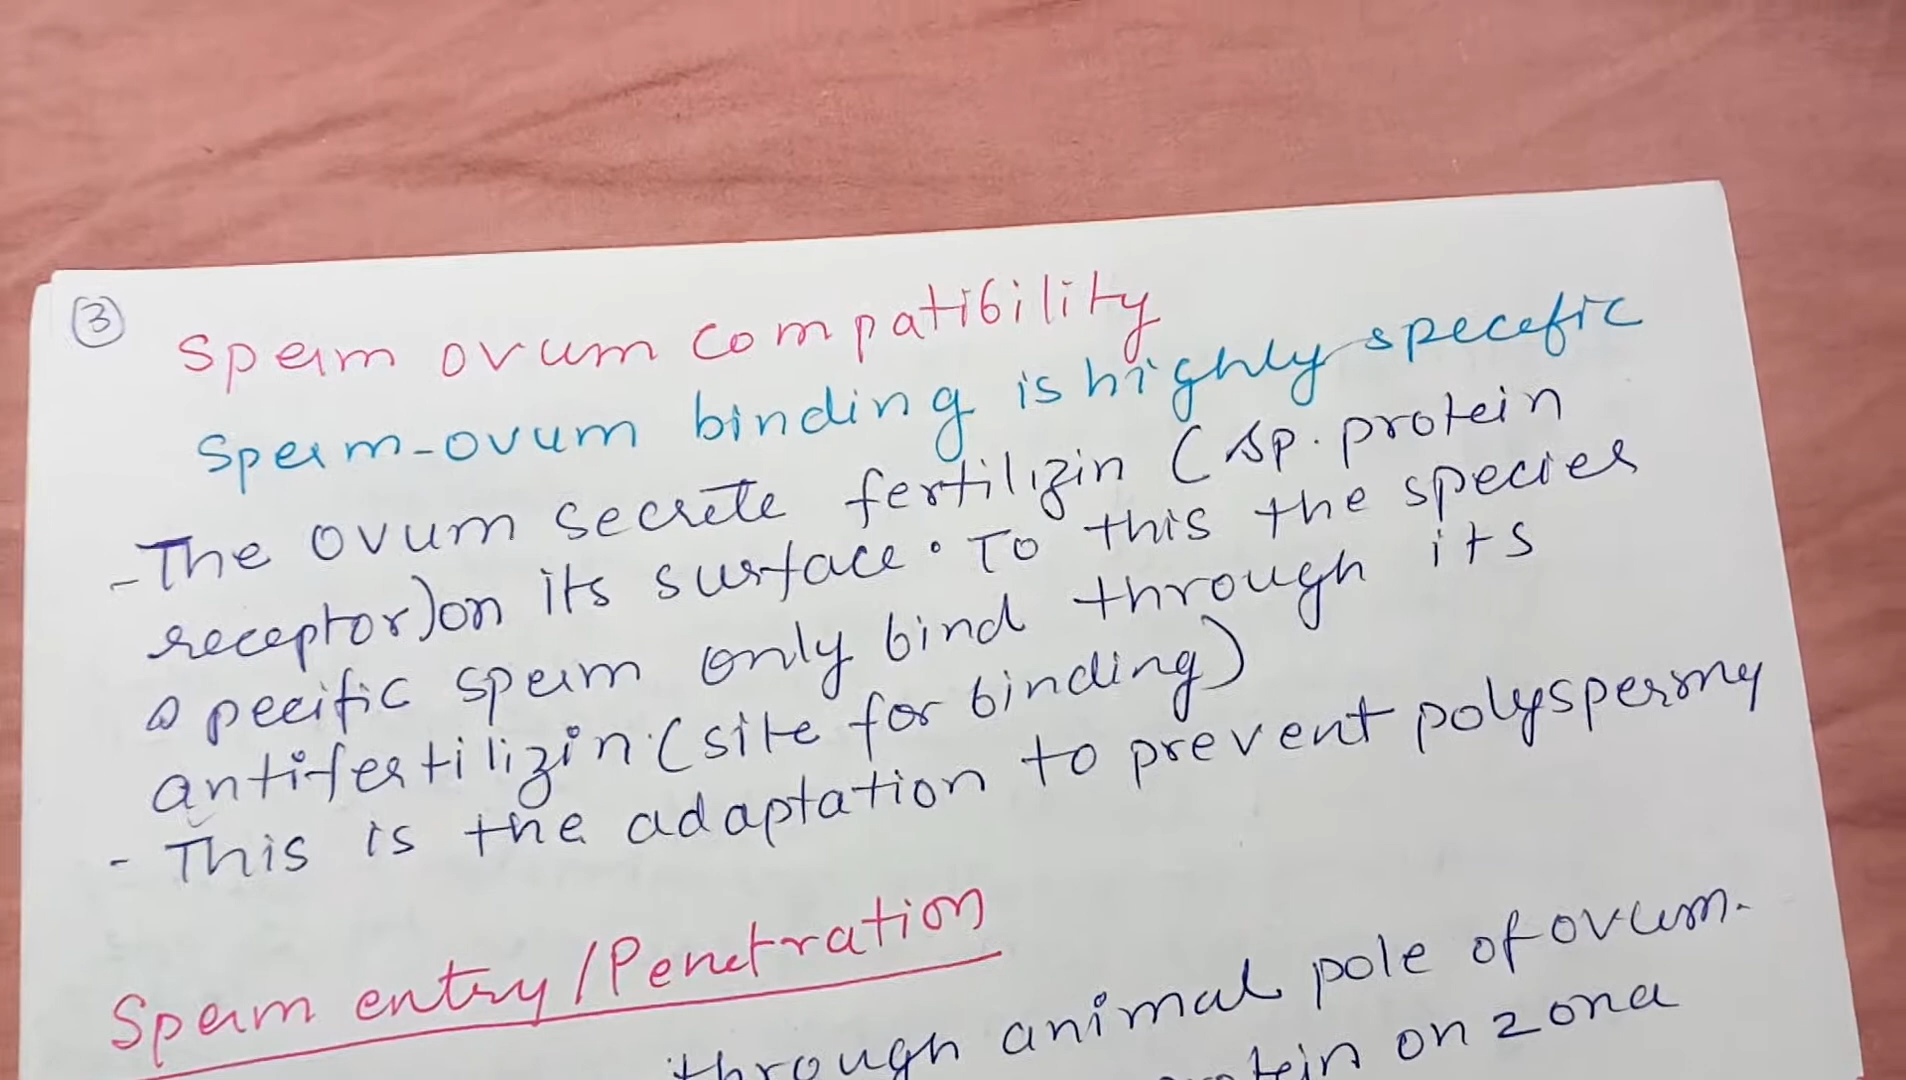 3
Sperm ovum compatibility
Sperm-ovum binding is highly specefic
- The ovum secrete fertilizin (sp. protein
receptor) on its surface. To this the species
specific sperm only bind through its
antifertilizin. (site for binding)
- This is the adaptation to prevent polyspermy
Sperm entry/Penetration
through animal pole of ovum.
on zona